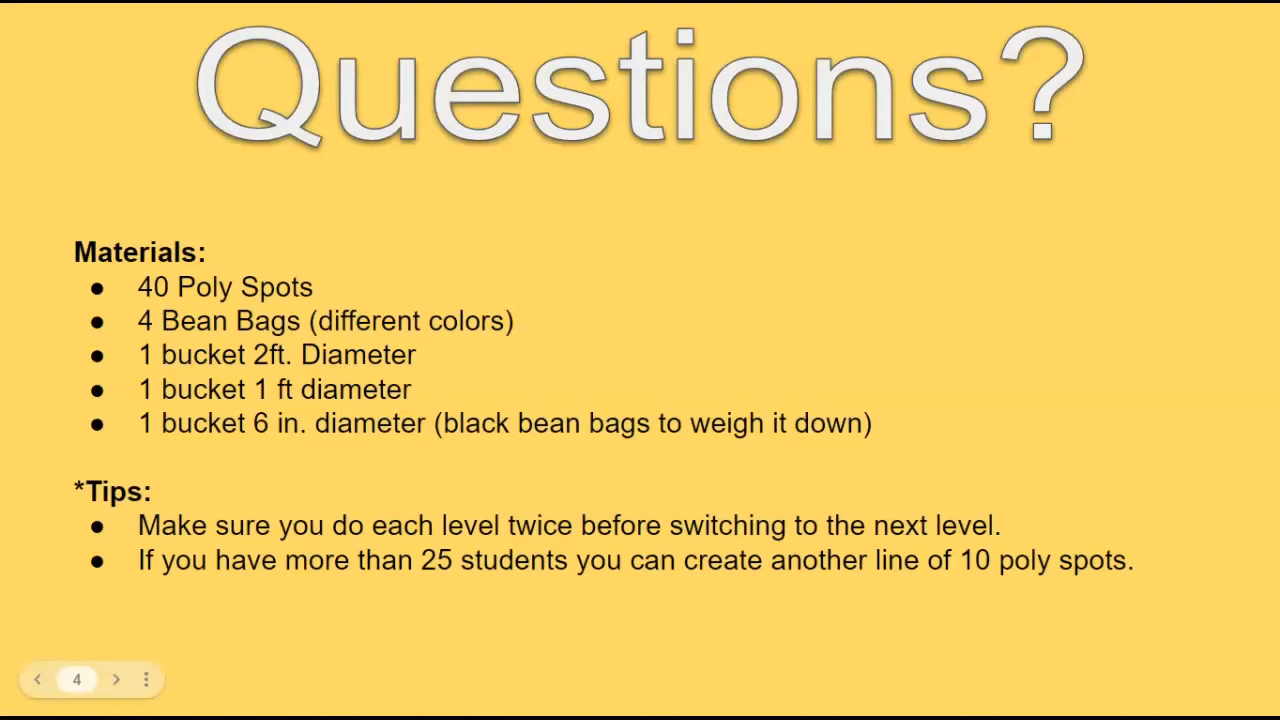 Questions?
Materials:
● 40 Poly Spots
● 4 Bean Bags (different colors)
● 1 bucket 2ft. Diameter
● 1 bucket 1 ft diameter
● 1 bucket 6 in. diameter (black bean bags to weigh it down)
*Tips:
● Make sure you do each level twice before switching to the next level.
● If you have more than 25 students you can create another line of 10 poly spots.
4